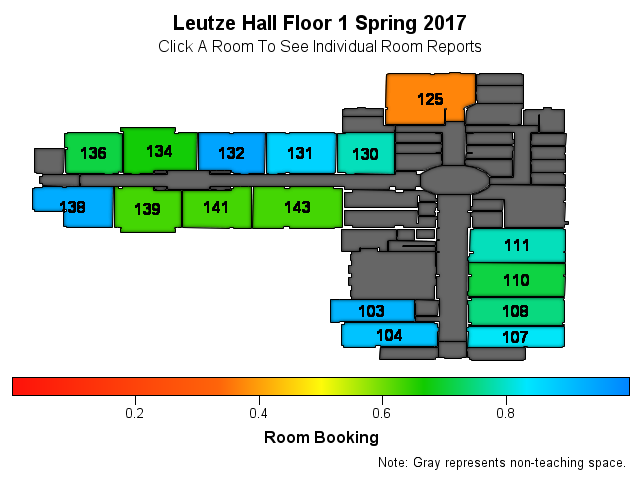 Leutze Hall Floor 1 Spring 2017
Click A Room To See Individual Room Reports
125
136 134 132 131 130
138 139 141 143
111
110
103 108
104 107
0.2 0.4 0.6 0.8
Room Booking
Note: Gray represents non-teaching space.